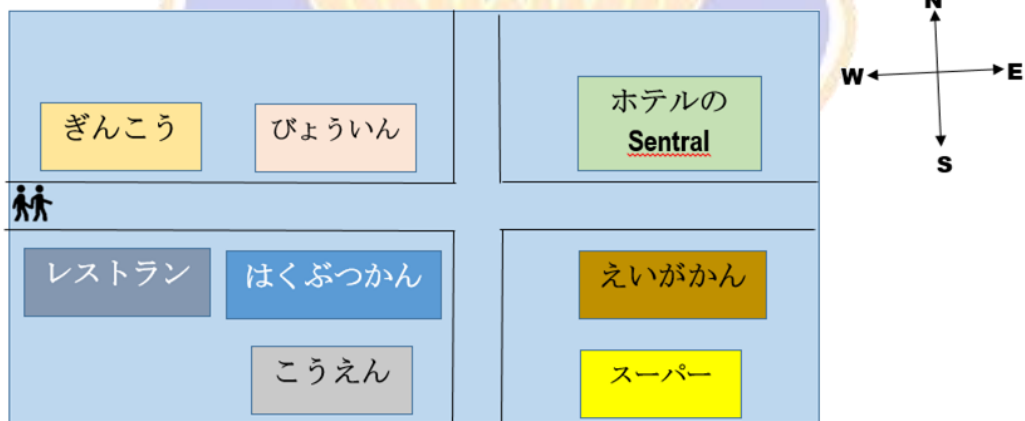 N
W
E
S
ぎんこう
びょういん
ホテルの
Sentral
レストラン
はくぶつかん
えいがかん
こうえん
スーパー